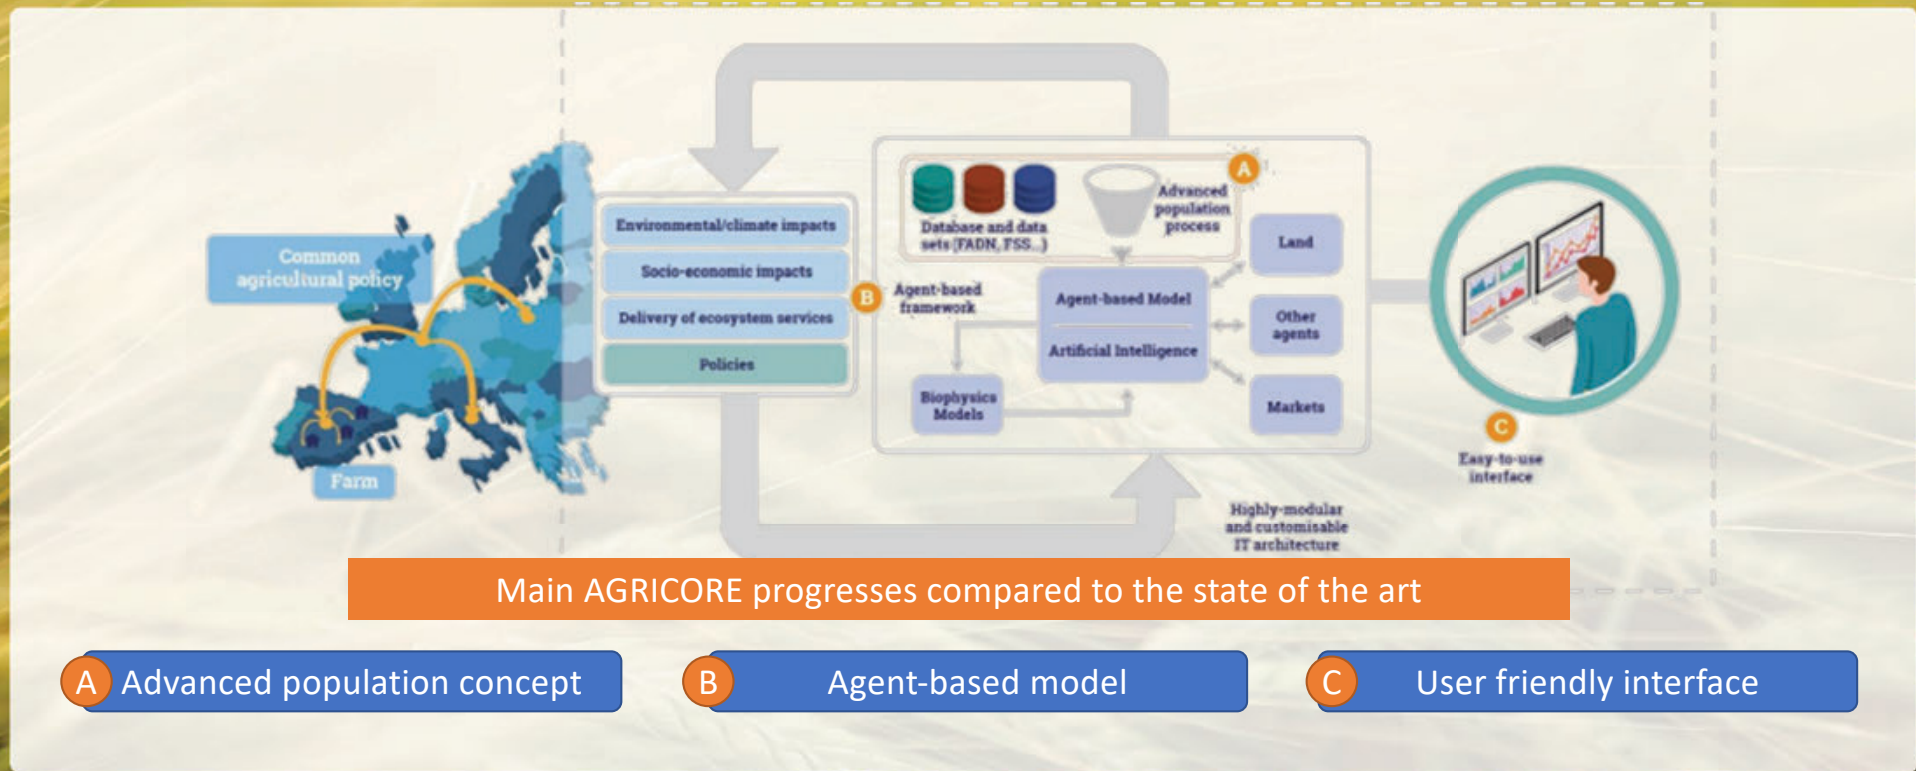 Common
agricultural policy
Farm
Environmental/climate impacts
Socio-economic impacts
Delivery of ecosystem services
Policies
A
Database and data
sets (FADN, FSS...)
Advanced
population
process
B
Agent-based
framework
Agent-based Model
Artificial Intelligence
Biophysics
Models
Land
Other
agents
Markets
C
Easy-to-use
interface
Highly-modular
and customisable
IT architecture
Main AGRICORE progresses compared to the state of the art
A Advanced population concept
B Agent-based model
C User friendly interface